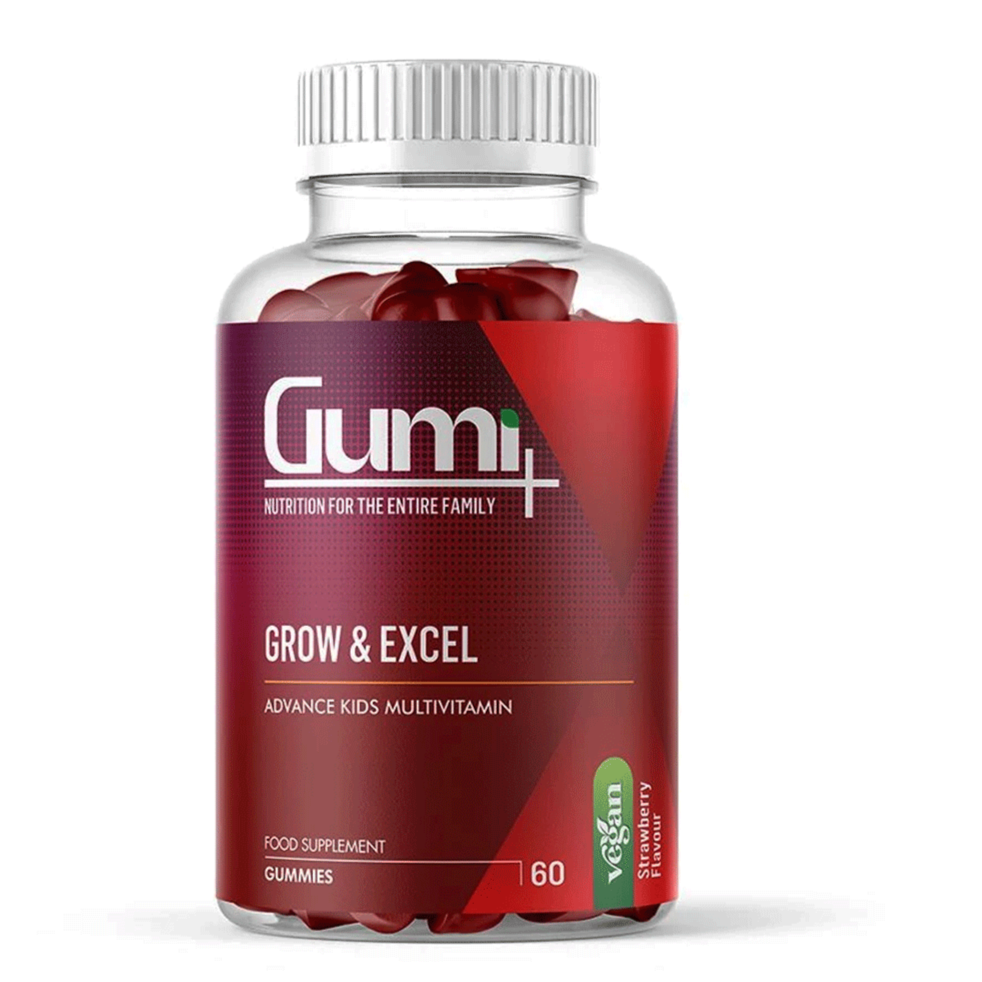 Gumi+
NUTRITION FOR THE ENTIRE FAMILY
GROW & EXCEL
ADVANCE KIDS MULTIVITAMIN
FOOD SUPPLEMENT
GUMMIES
60
vegan
Strawberry
Flavour